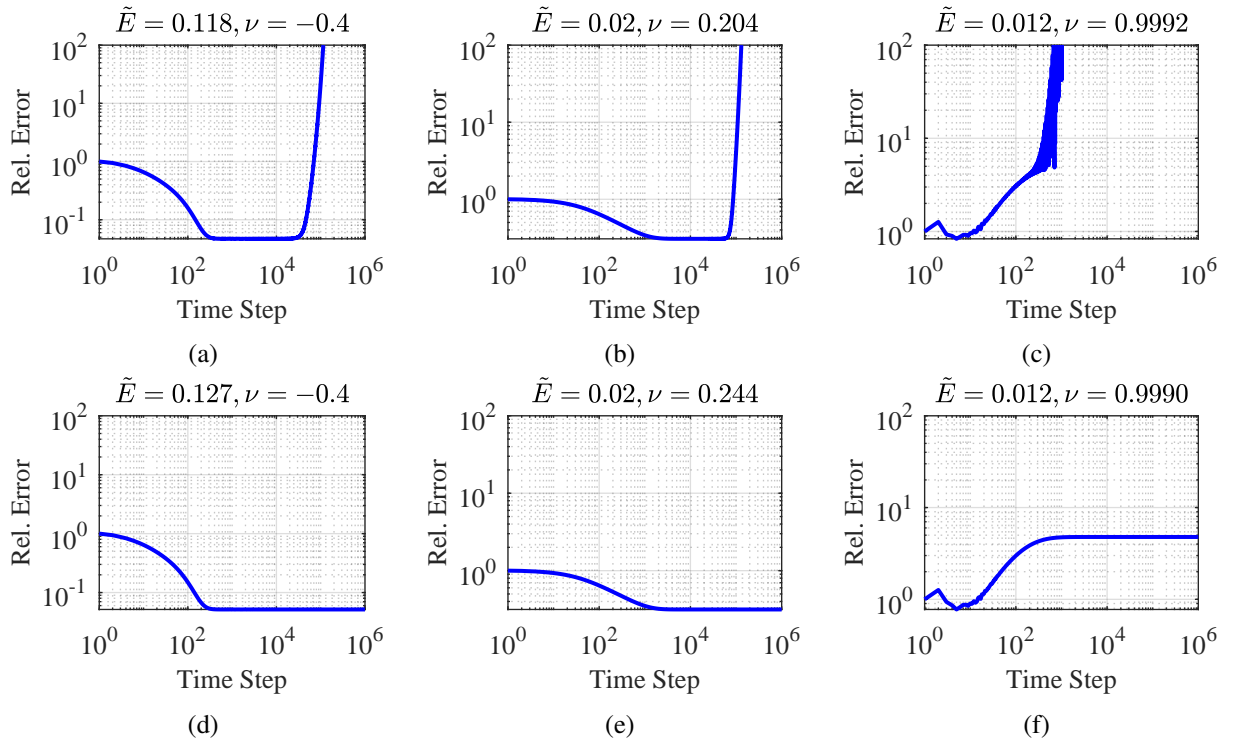 Ẽ = 0.118, ν = −0.4
Ẽ = 0.02, ν = 0.204
Ẽ = 0.012, ν = 0.9992
Rel. Error
10^2
10^1
10^0
10^-1
10^0 10^2 10^4 10^6
Time Step
(a)
Rel. Error
10^2
10^1
10^0
10^0 10^2 10^4 10^6
Time Step
(b)
Rel. Error
10^2
10^1
10^0
10^0 10^2 10^4 10^6
Time Step
(c)
Ẽ = 0.127, ν = −0.4
Ẽ = 0.02, ν = 0.244
Ẽ = 0.012, ν = 0.9990
Rel. Error
10^2
10^1
10^0
10^-1
10^0 10^2 10^4 10^6
Time Step
(d)
Rel. Error
10^2
10^1
10^0
10^0 10^2 10^4 10^6
Time Step
(e)
Rel. Error
10^2
10^1
10^0
10^0 10^2 10^4 10^6
Time Step
(f)